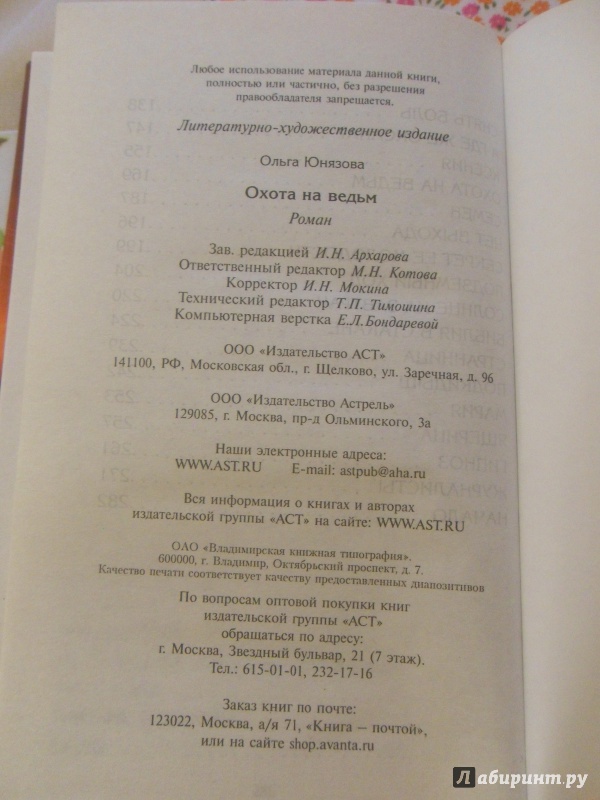 Любое использование материала данной книги,
полностью или частично, без разрешения
правообладателя запрещается.
Литературно-художественное издание
Ольга Юнязова
Охота на ведьм
Роман
Зав. редакцией И.Н. Архарова
Ответственный редактор М.Н. Котова
Корректор И.Н. Мокина
Технический редактор Т.П. Тимошина
Компьютерная верстка Е.Л.Бондаревой
ООО «Издательство АСТ»
141100, РФ, Московская обл., г. Щелково, ул. Заречная, д. 96
ООО «Издательство Астрель»
129085, г. Москва, пр-д Ольминского, 3а
Наши электронные адреса:
WWW.AST.RU E-mail: astpub@aha.ru
Вся информация о книгах и авторах
издательской группы «АСТ» на сайте: WWW.AST.RU
ОАО «Владимирская книжная типография».
600000, г. Владимир, Октябрьский проспект, д. 7.
Качество печати соответствует качеству предоставленных диапозитивов
По вопросам оптовой покупки книг
издательской группы «АСТ»
обращаться по адресу:
г. Москва, Звездный бульвар, 21 (7 этаж).
Тел.: 615-01-01, 232-17-16
Заказ книг по почте:
123022, Москва, а/я 71, «Книга – почтой»,
или на сайте shop.avanta.ru
Лабиринт.ру